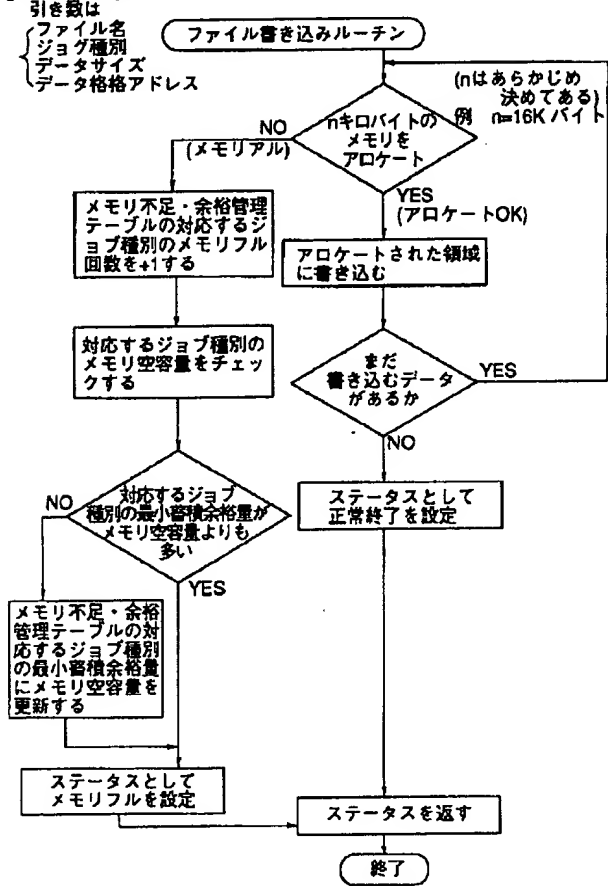 引き数は
ファイル名
ジョグ種別
データサイズ
データ格格アドレス
ファイル書き込みルーチン
(nはあらかじめ
決めてある)
例 n=16K バイト
nキロバイトの
メモリを
アロケート
NO
(メモリアル)
YES
(アロケートOK)
メモリ不足・余裕管理
テーブルの対応するジ
ョブ種別のメモリフル
回数を+1する
アロケートされた領域
に書き込む
対応するジョブ種別の
メモリ空容量をチェッ
クする
まだ
書き込むデータ
があるか
YES
NO
対応するジョブ
種別の最小蓄積余裕量が
メモリ空容量よりも
多い
NO
YES
ステータスとして
正常終了を設定
メモリ不足・余裕
管理テーブルの対
応するジョブ種別
の最小蓄積余裕量
にメモリ空容量を
更新する
ステータスとして
メモリフルを設定
ステータスを返す
終了